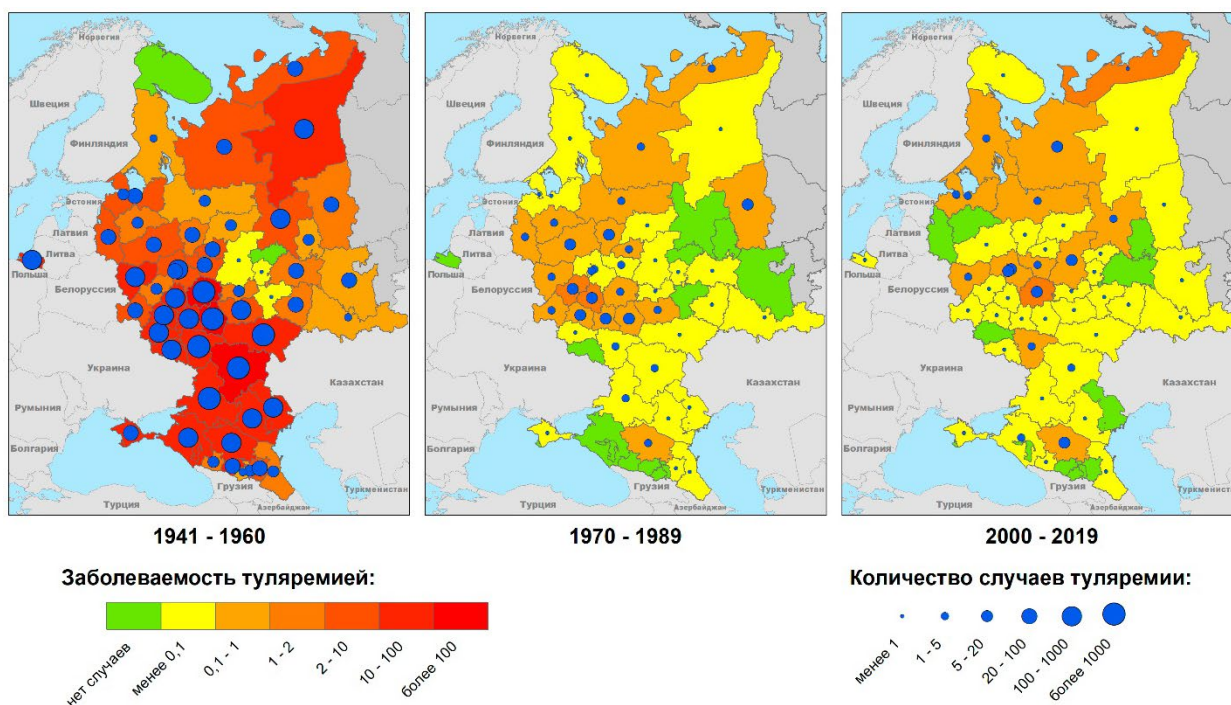 Норвегия
Швеция
Финляндия
Эстония
Латвия
Литва
Польша
Белоруссия
Украина
Казахстан
Румыния
Болгария
Грузия
Туркменистан
Турция
Азербайджан
1941 - 1960
Норвегия
Швеция
Финляндия
Эстония
Латвия
Литва
Польша
Белоруссия
Украина
Казахстан
Румыния
Болгария
Грузия
Туркменистан
Турция
Азербайджан
1970 - 1989
Норвегия
Швеция
Финляндия
Эстония
Латвия
Литва
Польша
Белоруссия
Украина
Казахстан
Румыния
Болгария
Грузия
Туркменистан
Турция
Азербайджан
2000 - 2019
Заболеваемость туляремией:
нет случаев
менее 0,1
0,1 - 1
1 - 2
2 - 10
10 - 100
более 100
Количество случаев туляремии:
менее 1
1 - 5
5 - 20
20 - 100
100 - 1000
более 1000